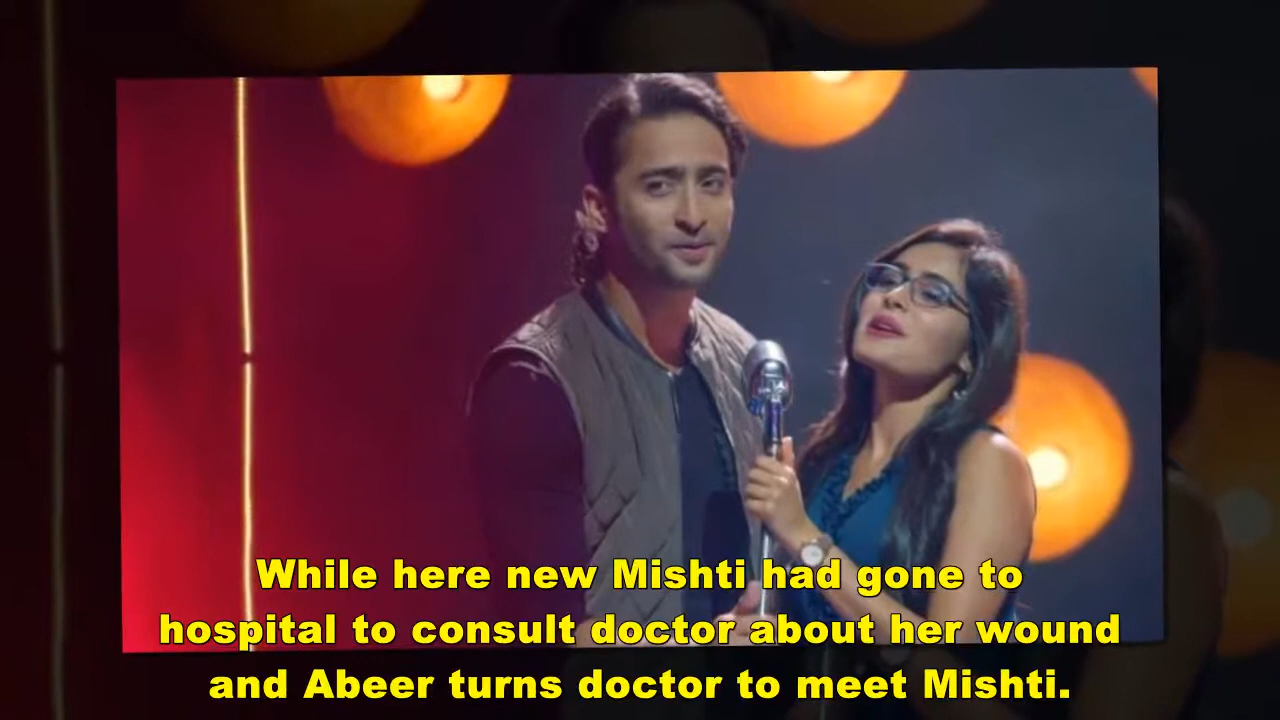 While here new Mishti had gone to
hospital to consult doctor about her wound
and Abeer turns doctor to meet Mishti.